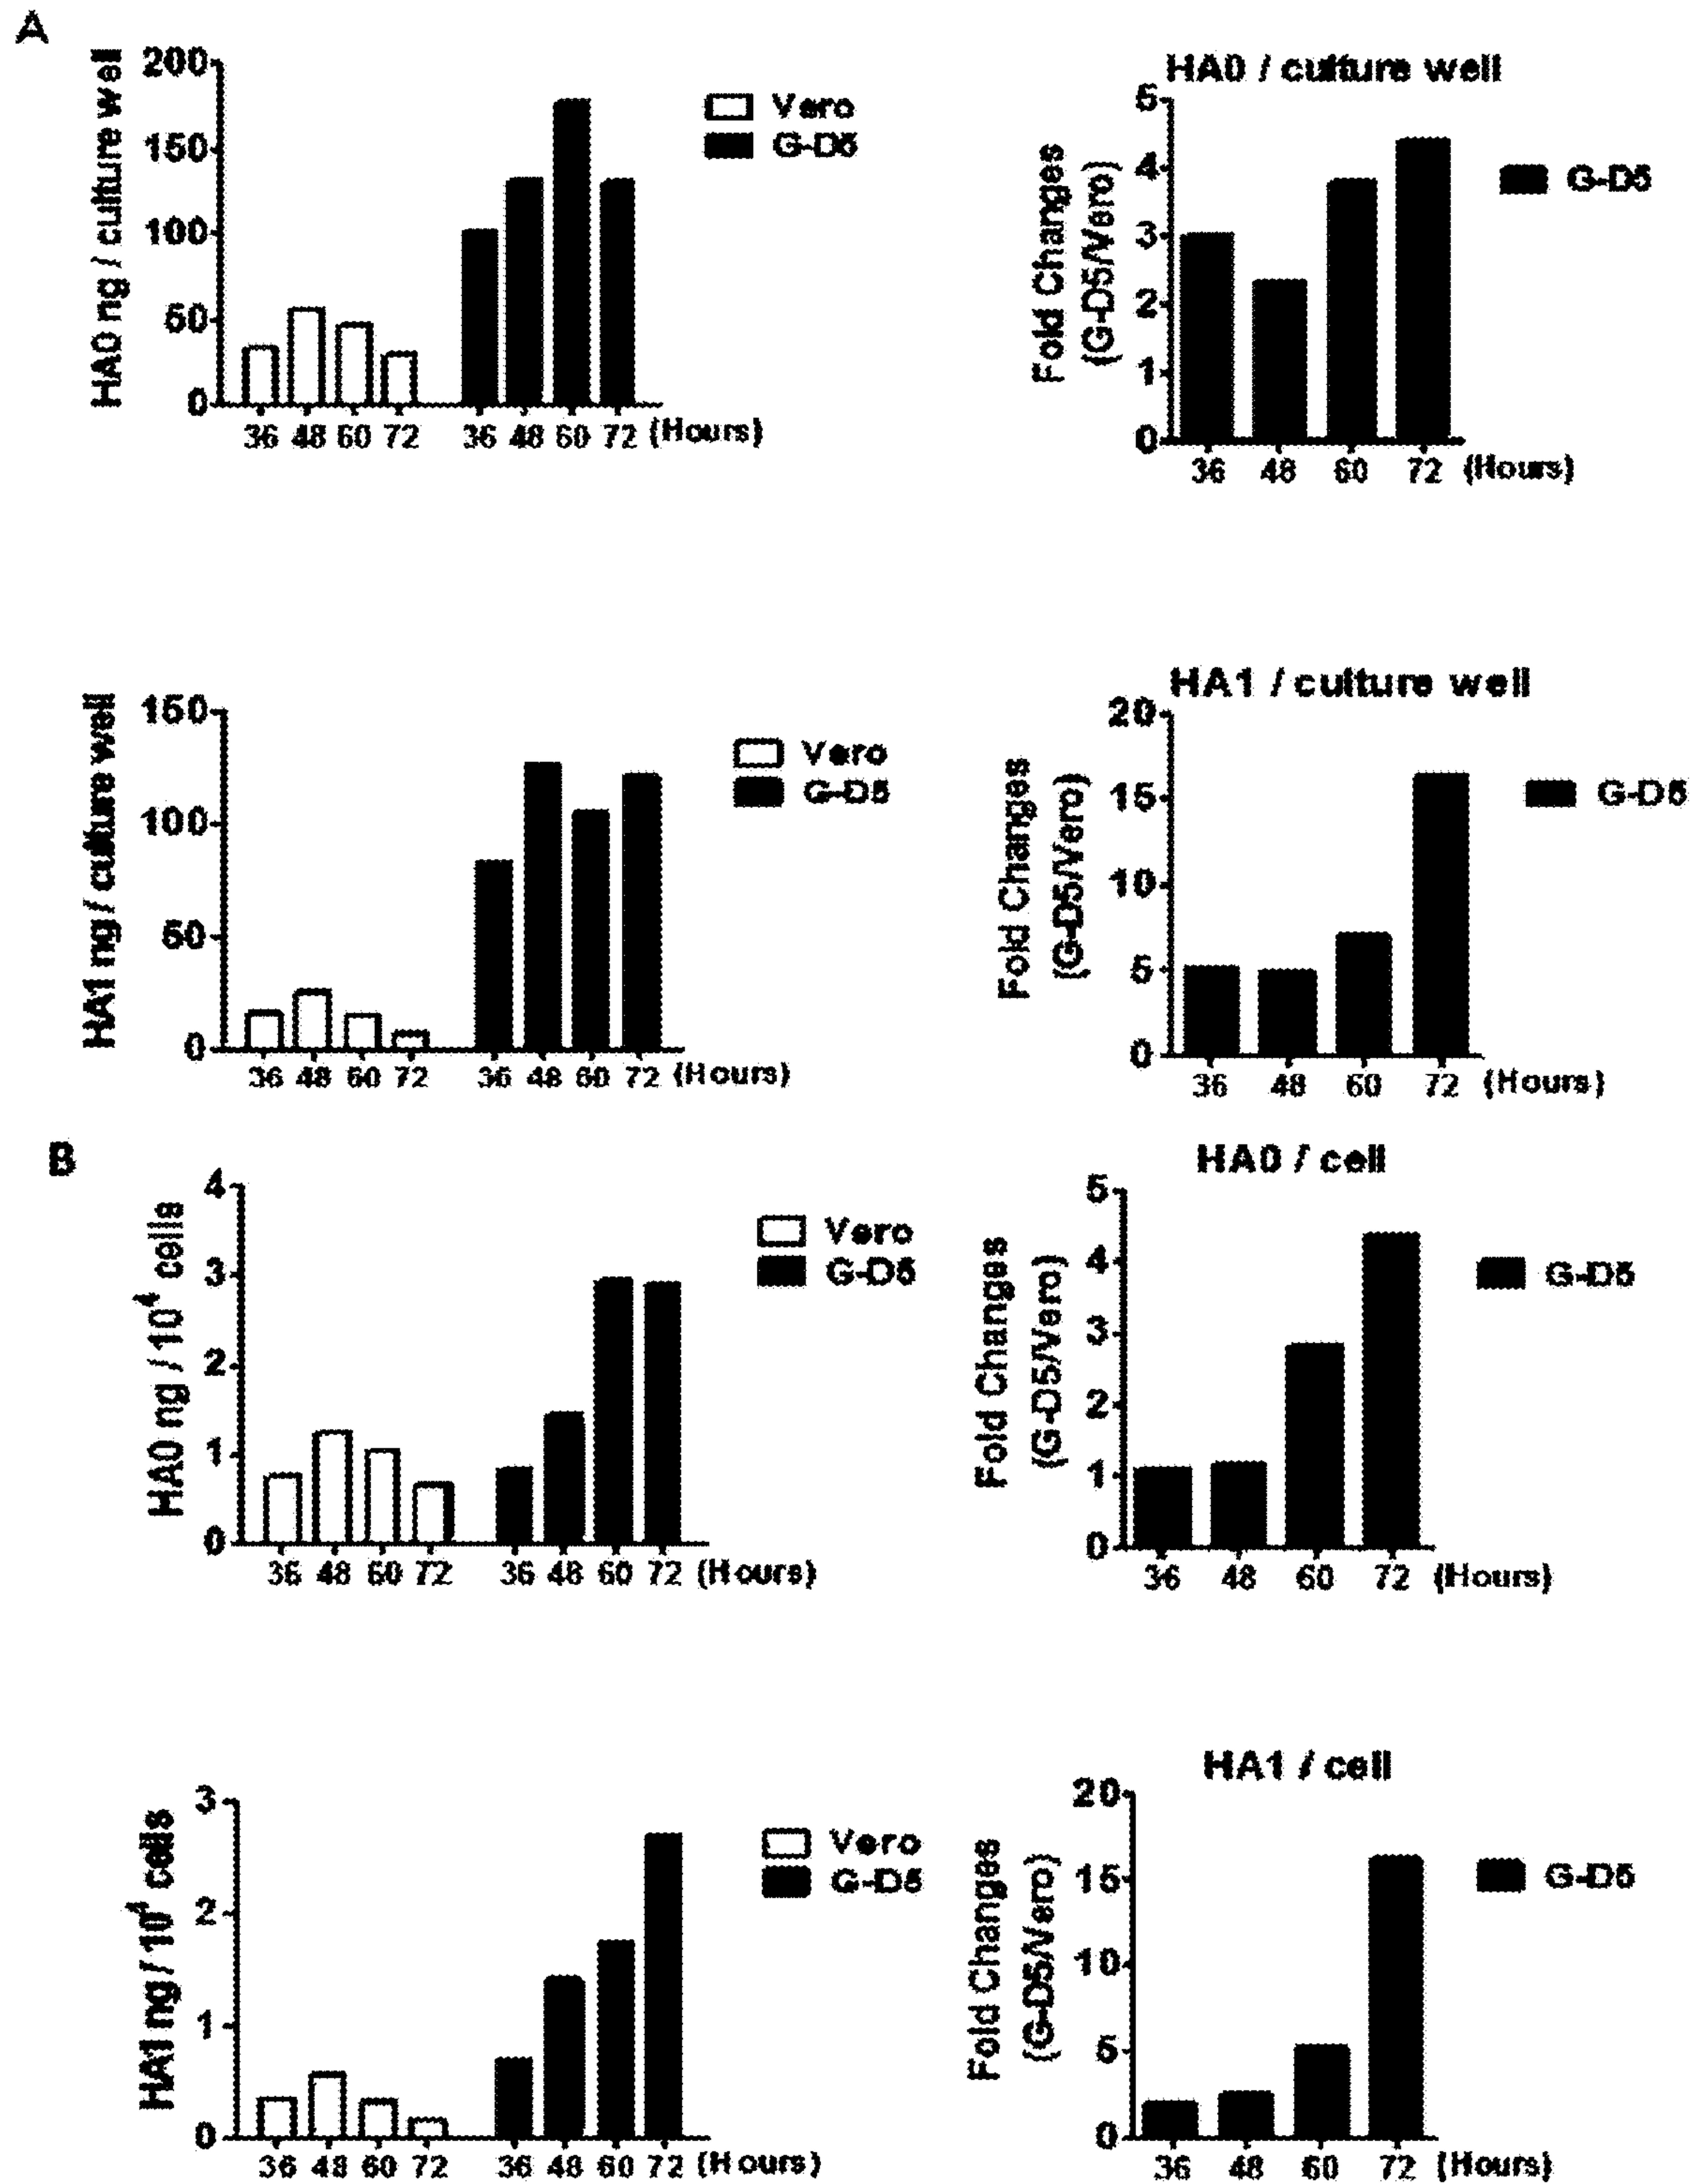 A
HA0 ng / culture well
200
150
100
50
0
36 48 60 72 36 48 60 72 (Hours)
Vero
G-D5
HA0 / culture well
Fold Changes
(G-D5/Vero)
5
4
3
2
1
0
36 48 60 72 (Hours)
G-D5
HA1 ng / culture well
150
100
50
0
36 48 60 72 36 48 60 72 (Hours)
Vero
G-D5
HA1 / culture well
Fold Changes
(G-D5/Vero)
20
15
10
5
0
36 48 60 72 (Hours)
G-D5
B
HA0 ng / 10⁴ cells
4
3
2
1
0
36 48 60 72 36 48 60 72 (Hours)
Vero
G-D5
HA0 / cell
Fold Changes
(G-D5/Vero)
5
4
3
2
1
0
36 48 60 72 (Hours)
G-D5
HA1 ng / 10⁴ cells
3
2
1
0
36 48 60 72 36 48 60 72 (Hours)
Vero
G-D5
HA1 / cell
Fold Changes
(G-D5/Vero)
20
15
10
5
0
36 48 60 72 (Hours)
G-D5